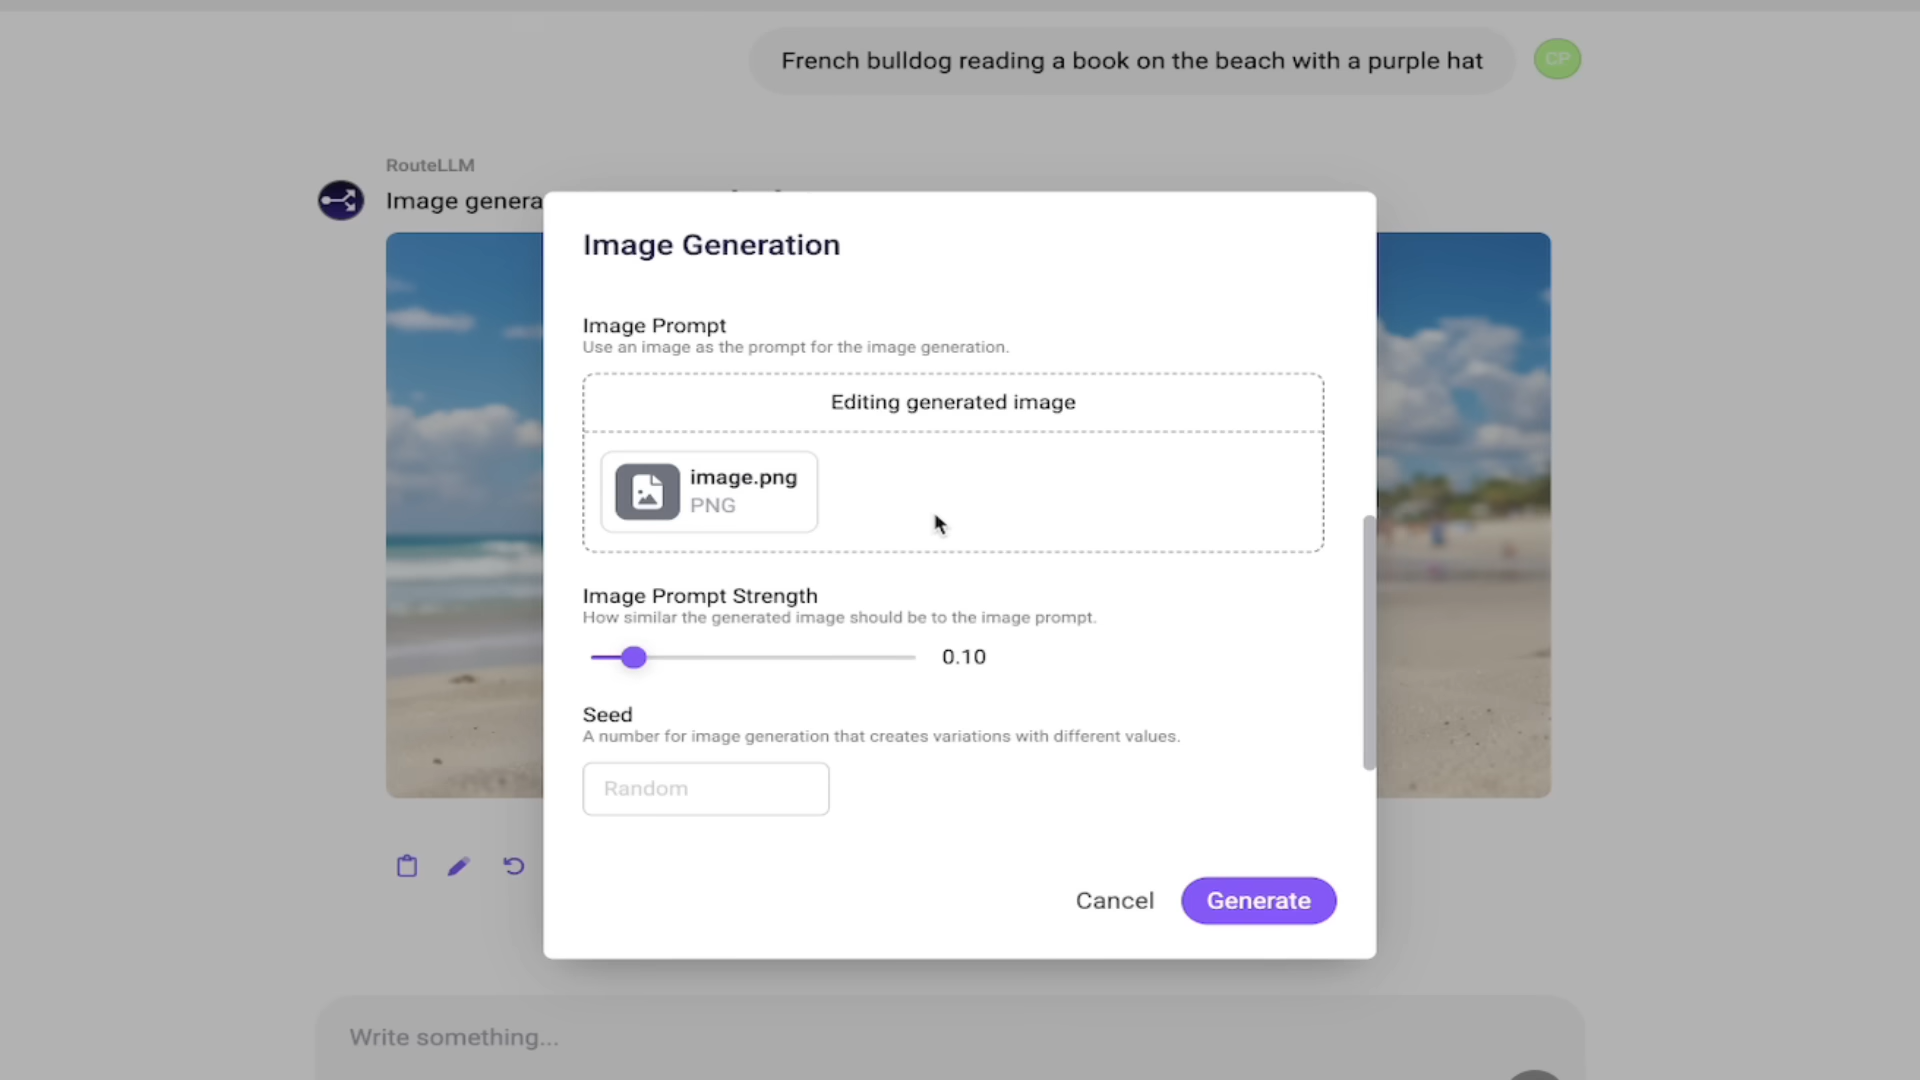 French bulldog reading a book on the beach with a purple hat
CP
RouteLLM
Image genera
Image Generation
Image Prompt
Use an image as the prompt for the image generation.
Editing generated image
image.png
PNG
Image Prompt Strength
How similar the generated image should be to the image prompt.
0.10
Seed
A number for image generation that creates variations with different values.
Random
Cancel
Generate
Write something...